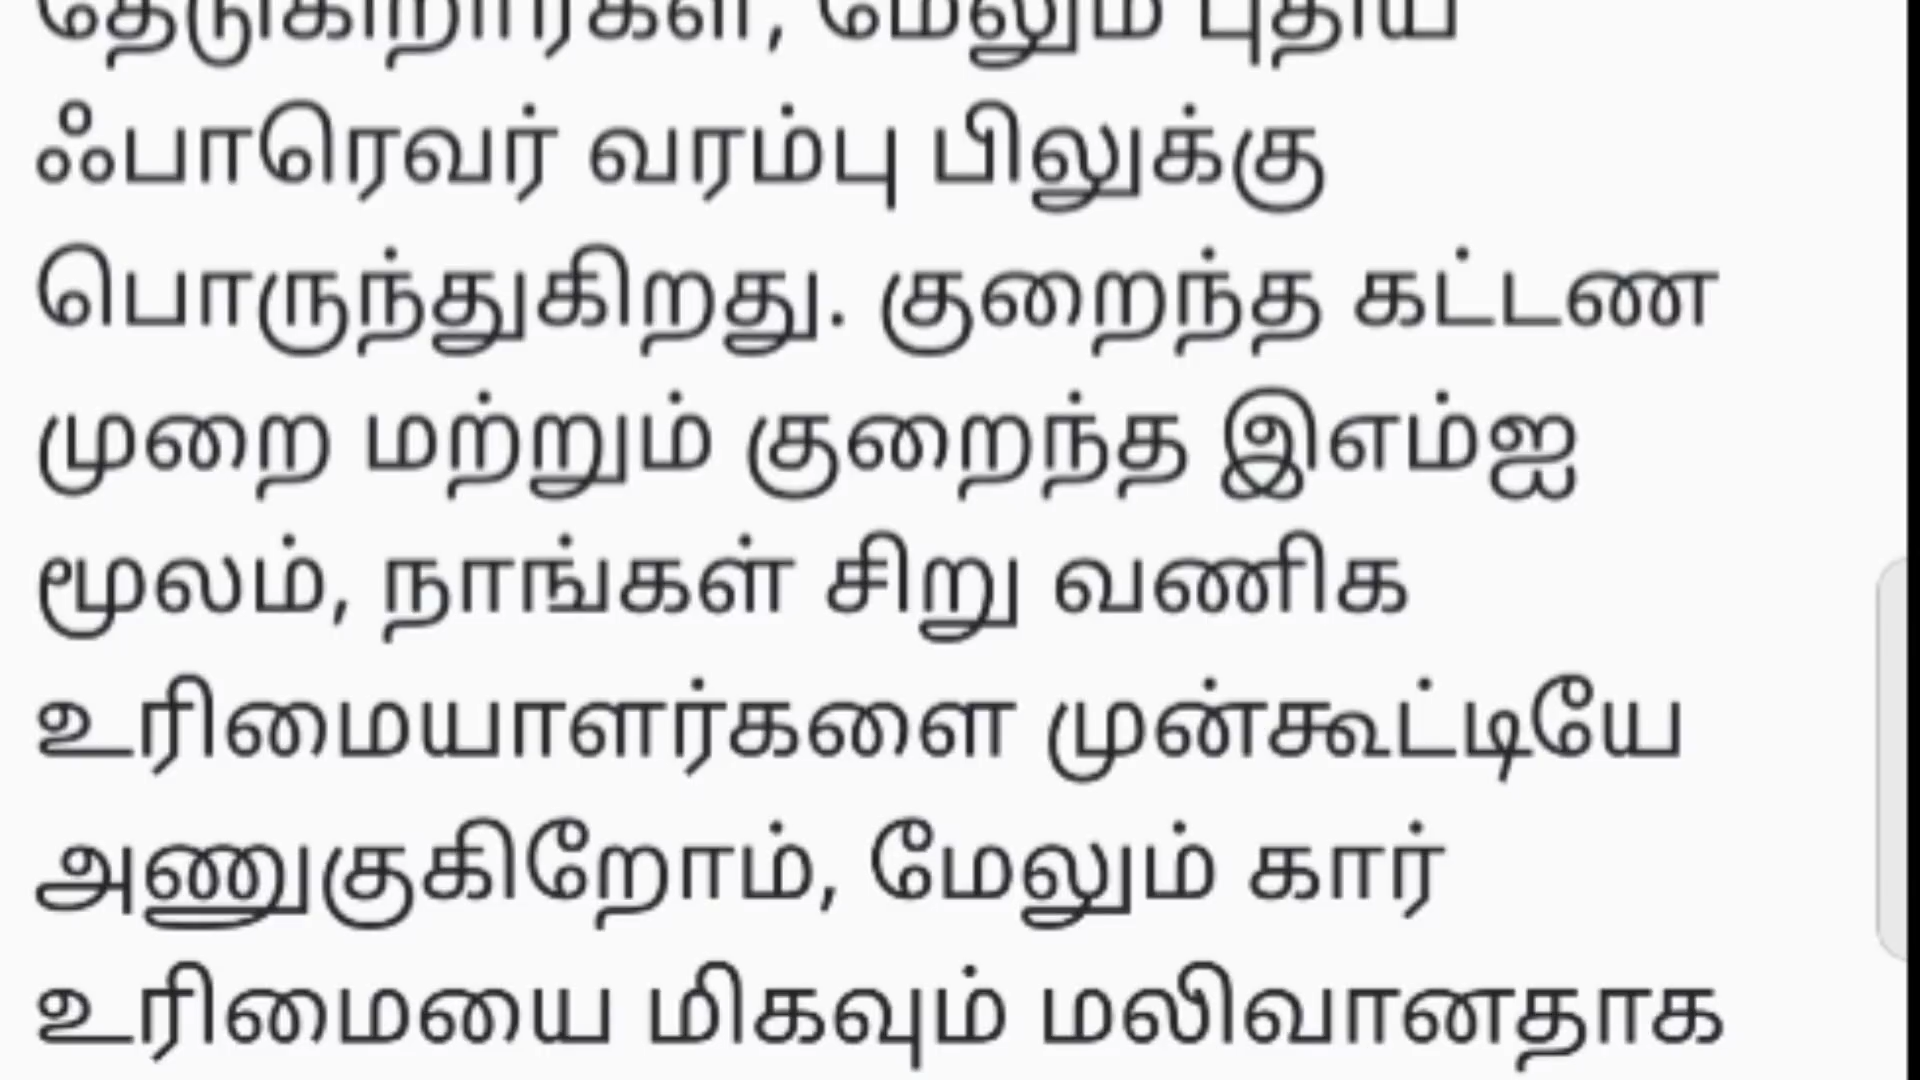 தேடுகிறார்கள், மேலும் புதிய
ஃபாரெவர் வரம்பு பிலுக்கு
பொருந்துகிறது. குறைந்த கட்டண
முறை மற்றும் குறைந்த இஎம்ஐ
மூலம், நாங்கள் சிறு வணிக
உரிமையாளர்களை முன்கூட்டியே
அணுகுகிறோம், மேலும் கார்
உரிமையை மிகவும் மலிவானதாக